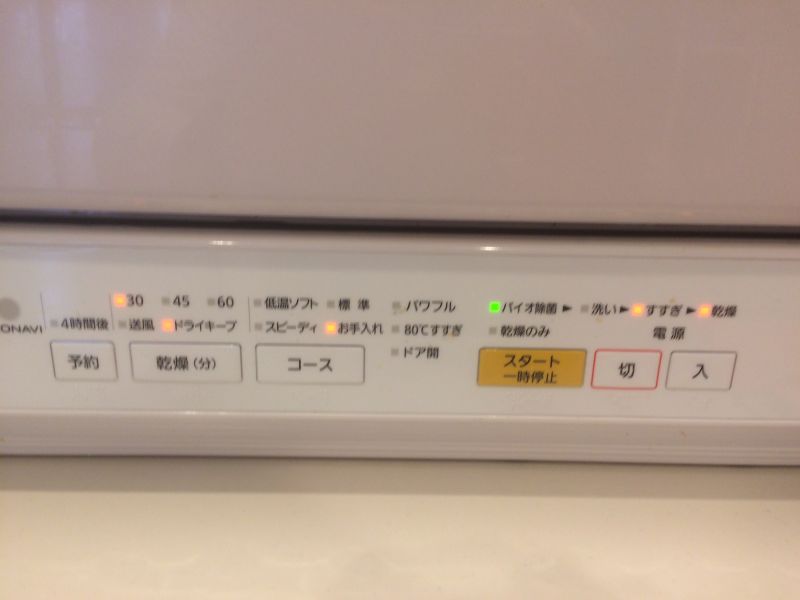 ONAVI
4時間後
予約
30 45 60
送風 ドライキープ
乾燥(分)
低温ソフト 標準 パワフル
スピーディ お手入れ 80℃すすぎ
ドア開
コース
バイオ除菌 ► 洗い ► すすぎ ► 乾燥
乾燥のみ
電源
スタート
一時停止
切
入